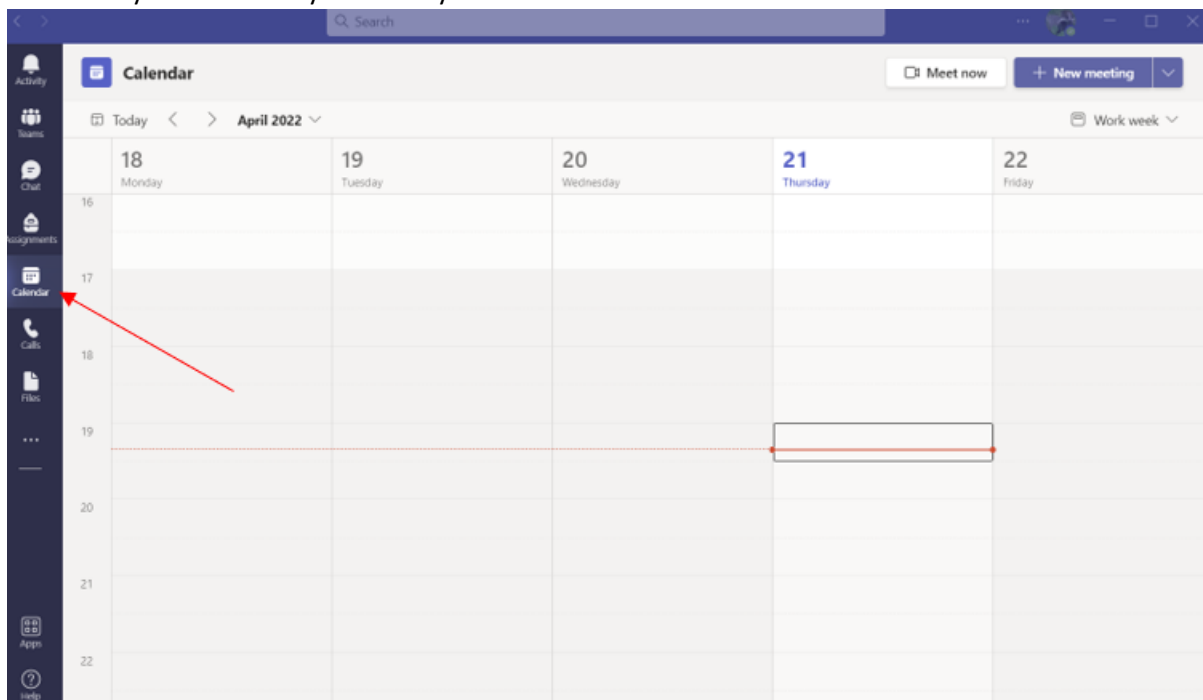 Search
Activity
Calendar
Meet now
+ New meeting
Today
April 2022
Work week
Teams
18
Monday
19
Tuesday
20
Wednesday
21
Thursday
22
Friday
Chat
Assignments
Calendar
Calls
Files
...
Apps
Help
16
17
18
19
20
21
22